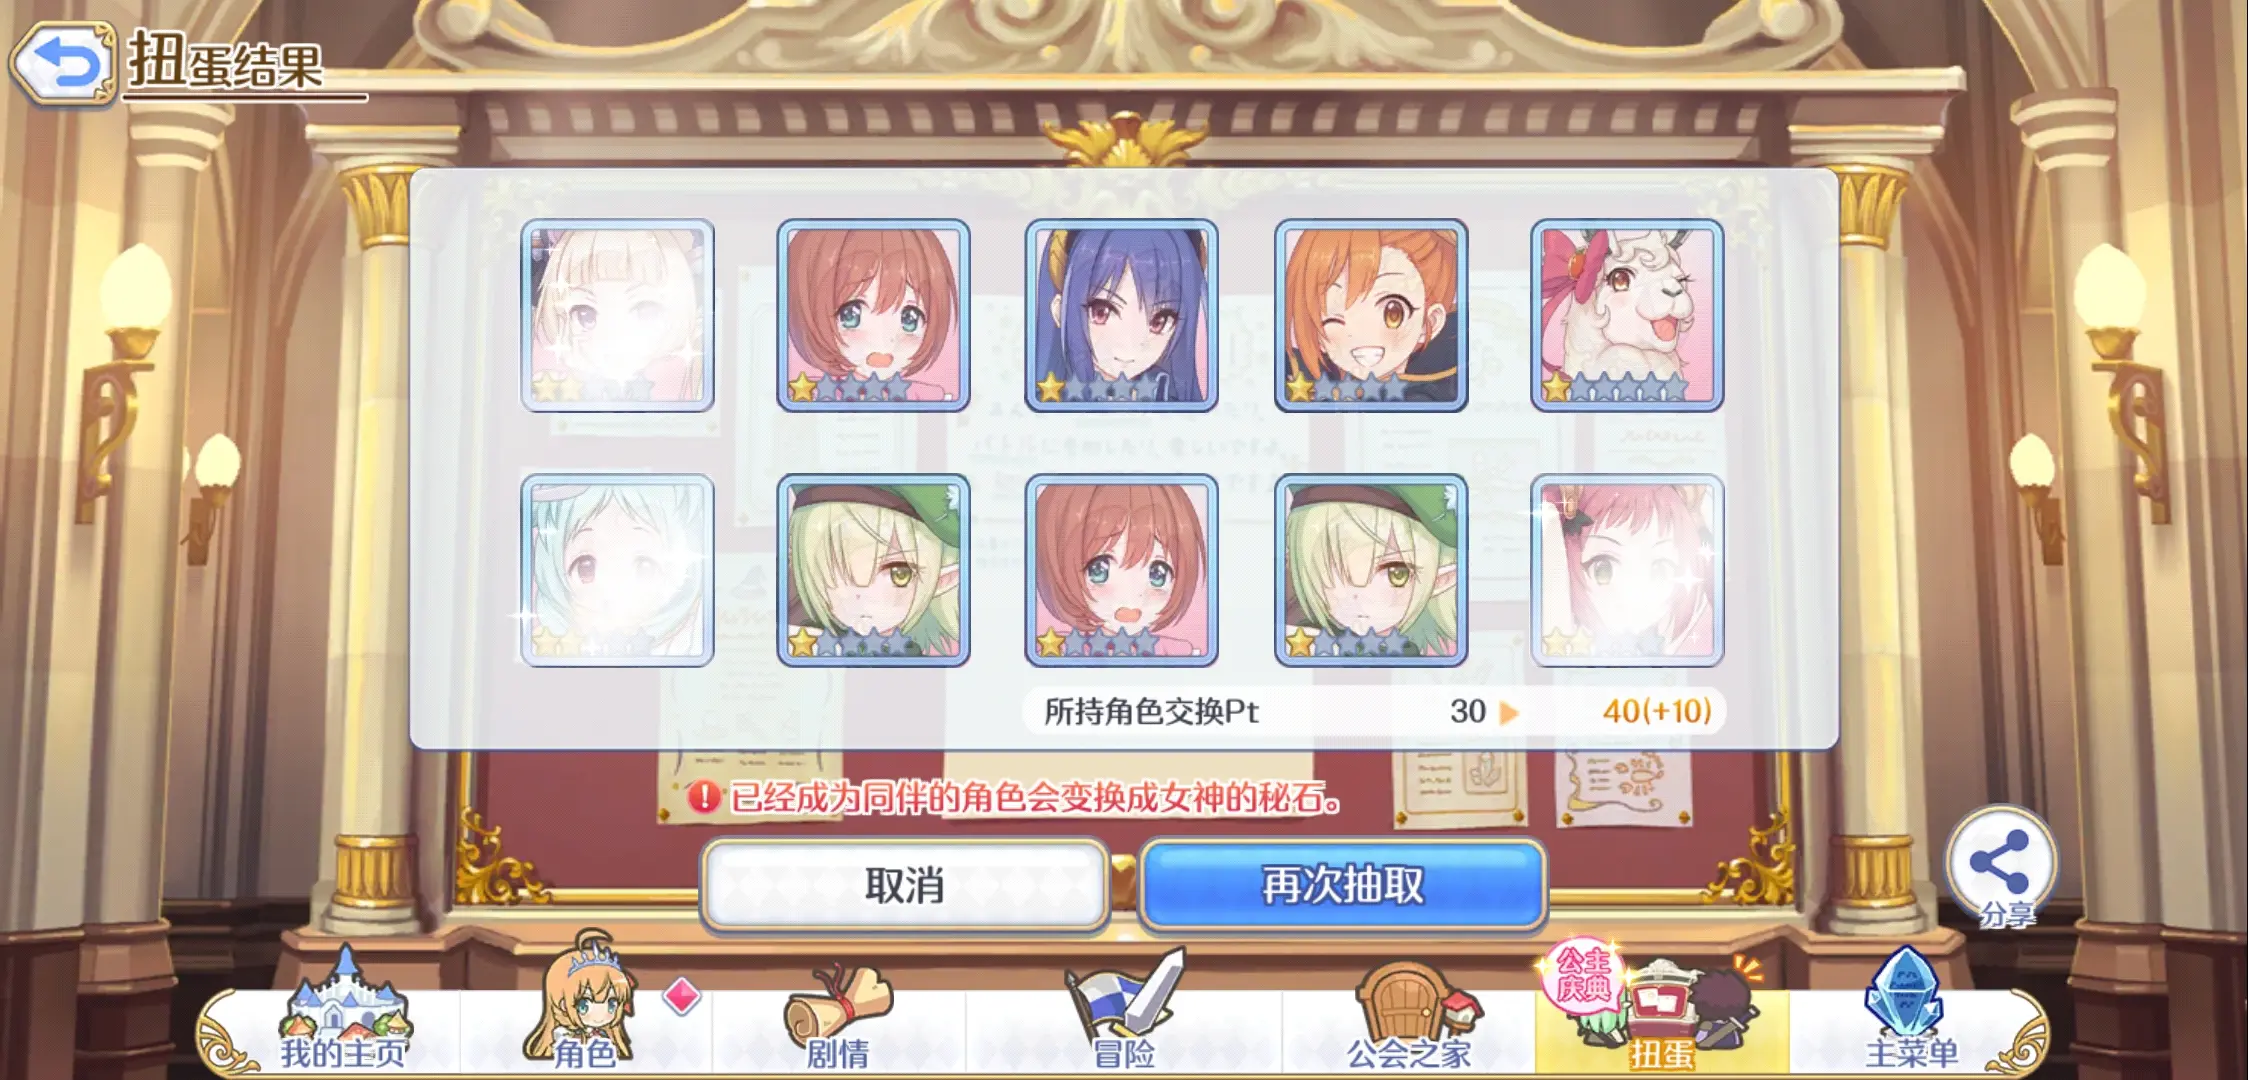 扭蛋结果
所持角色交换Pt 30 40(+10)
! 已经成为同伴的角色会变换成女神的秘石。
取消
再次抽取
分享
公主
庆典
我的主页
角色
剧情
冒险
公会之家
扭蛋
主菜单